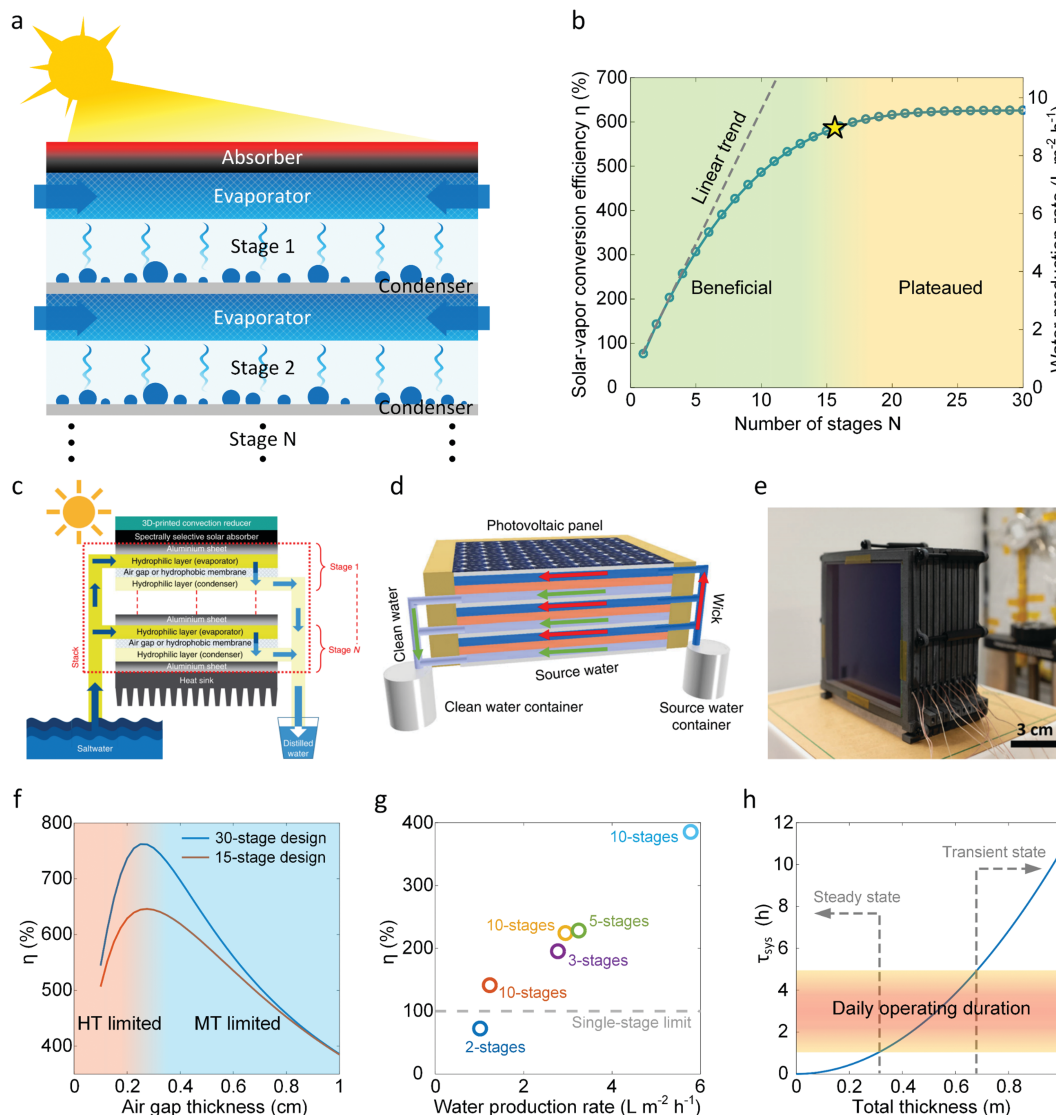 a
Absorber
Evaporator
Stage 1
Condenser
Evaporator
Stage 2
Condenser
Stage N
b
Solar-vapor conversion efficiency η (%)
700
600
500
400
300
200
100
0
Linear trend
Beneficial
Plateaued
10
8
6
4
2
0
0
5
10
15
20
25
30
Number of stages N
Water production rate (L m⁻² h⁻¹)
c
3D-printed convection reducer
Spectrally selective solar absorber
Aluminium sheet
Hydrophilic layer (evaporator)
Air gap or hydrophobic membrane
Hydrophilic layer (condenser)
Stage 1
Aluminium sheet
Hydrophilic layer (evaporator)
Air gap or hydrophobic membrane
Hydrophilic layer (condenser)
Aluminium sheet
Stage N
Stack
Heat sink
Saltwater
Distilled
water
d
Photovoltaic panel
Clean water
Wick
Source water
Clean water container
Source water
container
e
3 cm
f
η (%)
800
700
600
500
400
30-stage design
15-stage design
HT limited
MT limited
0
0.2
0.4
0.6
0.8
1
Air gap thickness (cm)
g
η (%)
400
300
200
100
0
10-stages
10-stages
5-stages
3-stages
10-stages
Single-stage limit
2-stages
0
2
4
6
8
Water production rate (L m⁻² h⁻¹)
h
τsys (h)
12
10
8
6
4
2
0
Transient state
Steady state
Daily operating duration
0
0.2
0.4
0.6
0.8
Total thickness (m)